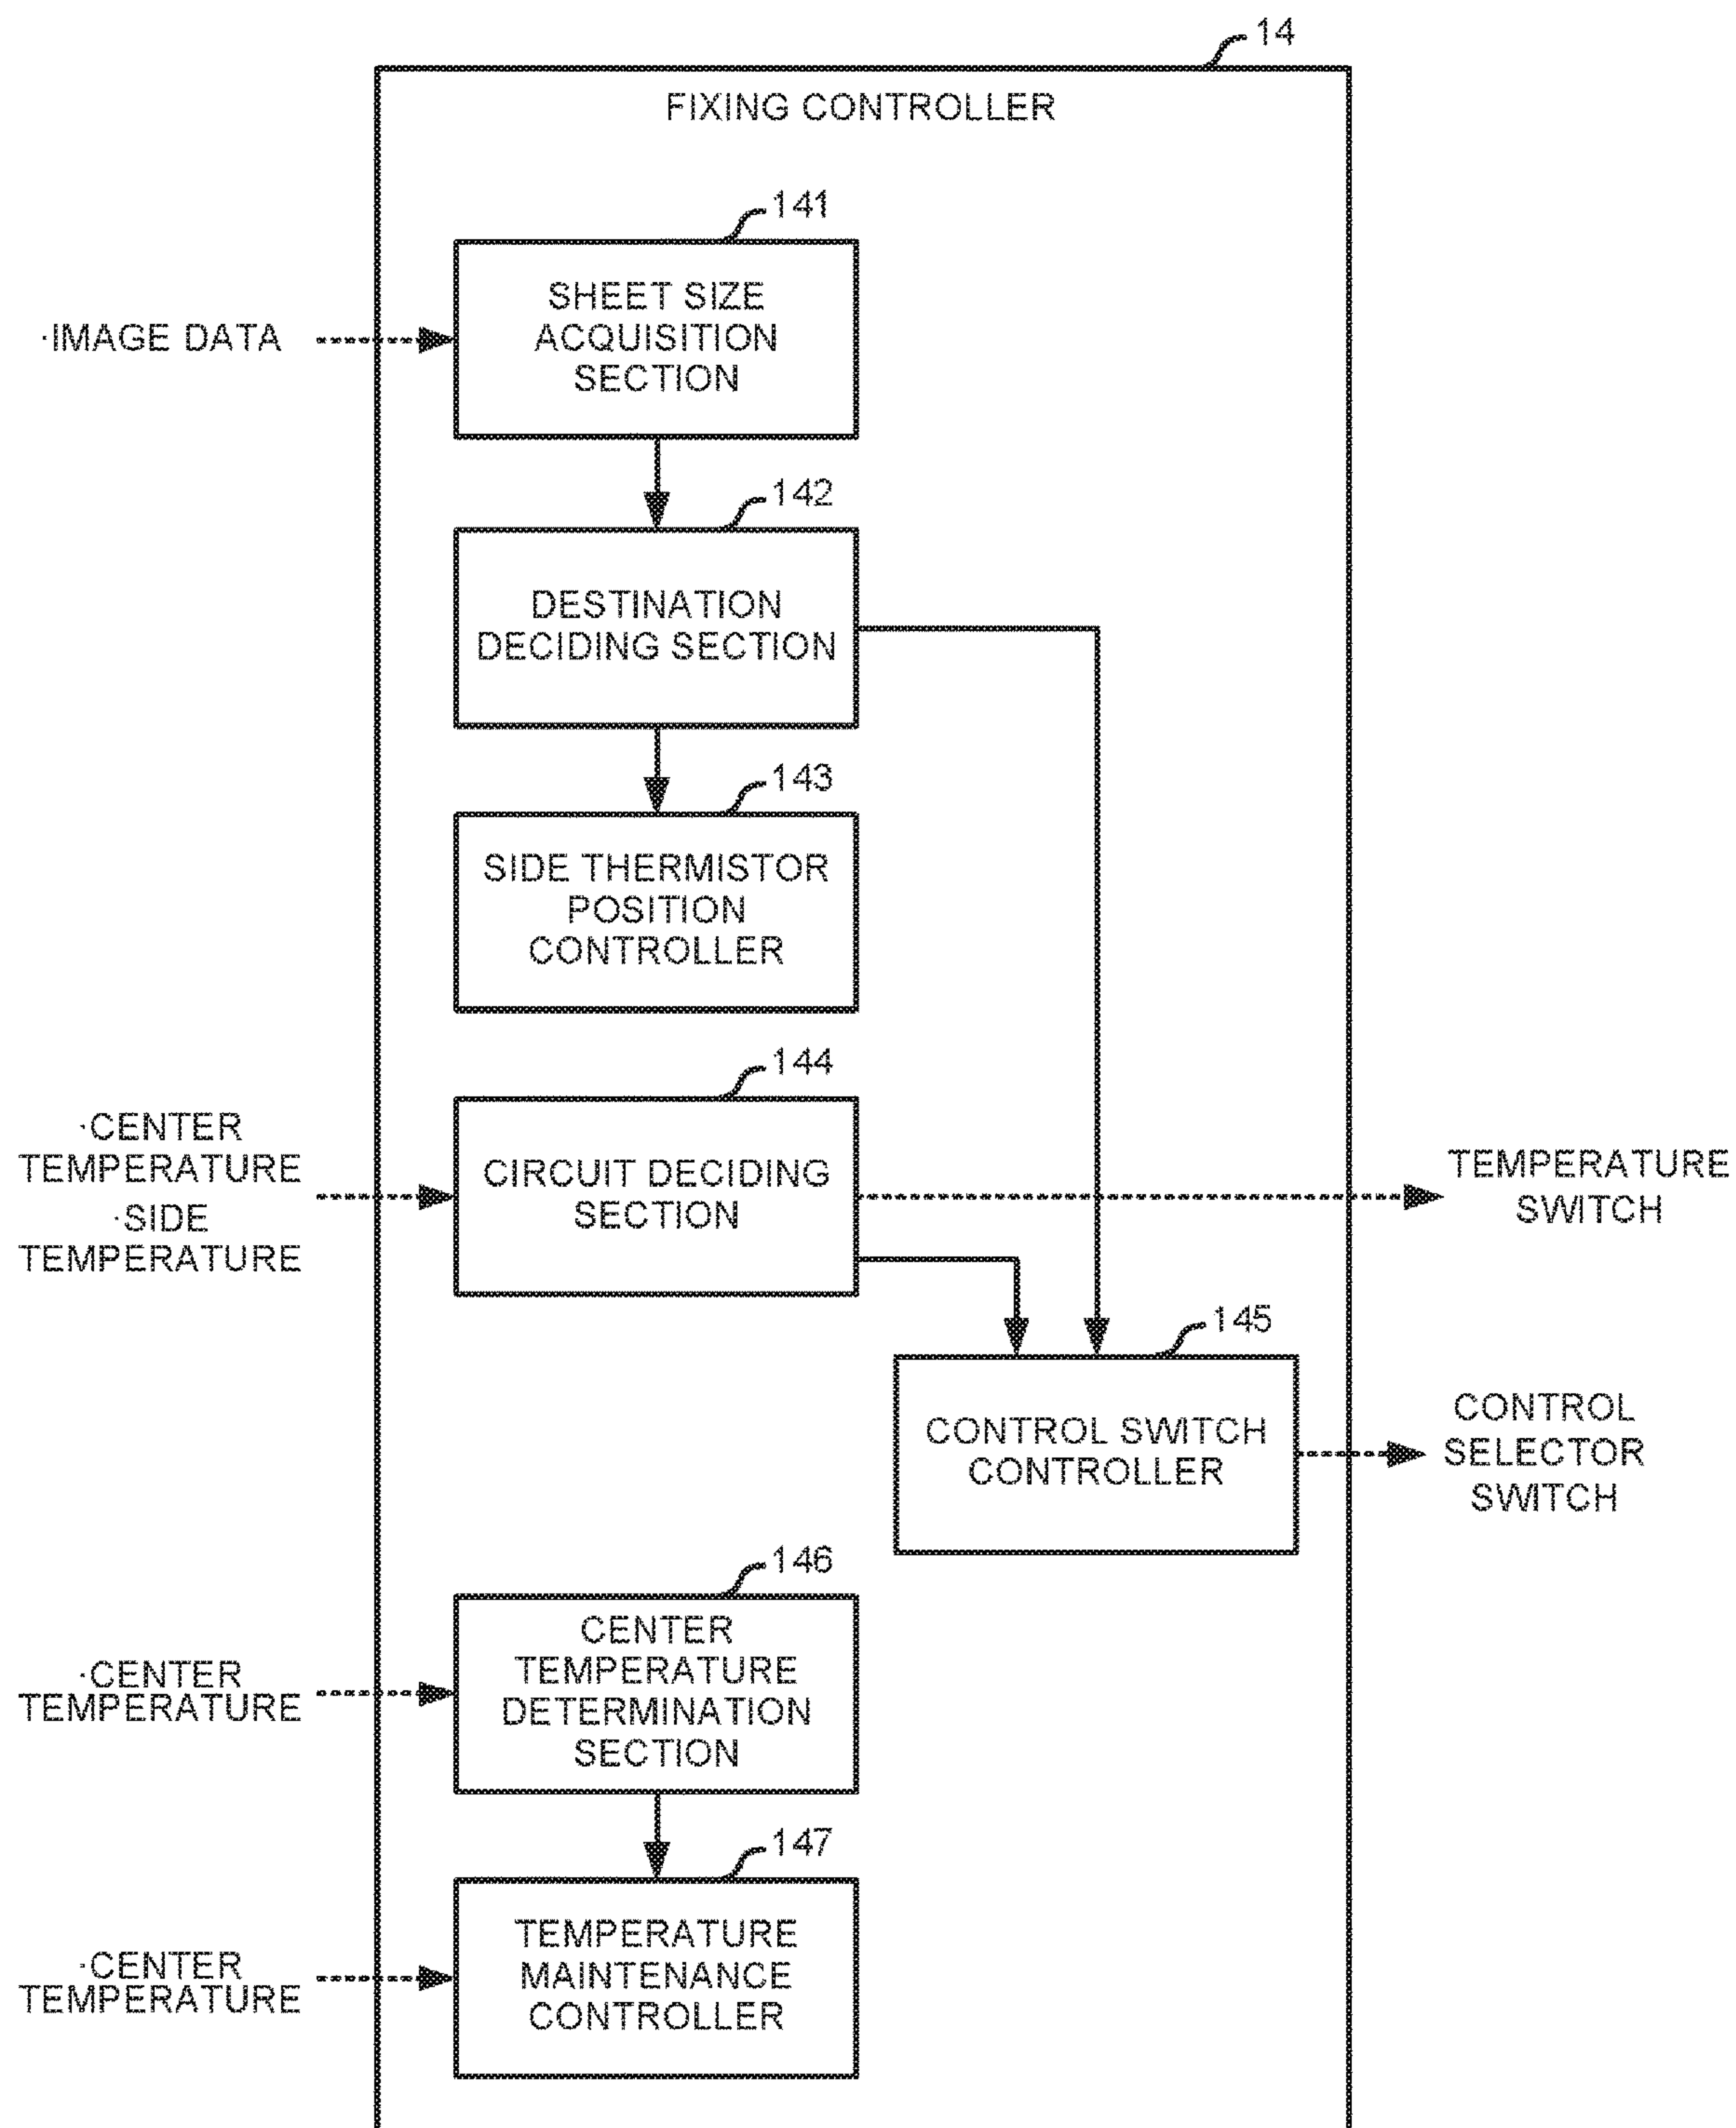 14
FIXING CONTROLLER
141
·IMAGE DATA
SHEET SIZE
ACQUISITION
SECTION
142
DESTINATION
DECIDING SECTION
143
SIDE THERMISTOR
POSITION
CONTROLLER
144
·CENTER
TEMPERATURE
·SIDE
TEMPERATURE
CIRCUIT DECIDING
SECTION
TEMPERATURE
SWITCH
145
CONTROL SWITCH
CONTROLLER
CONTROL
SELECTOR
SWITCH
146
·CENTER
TEMPERATURE
CENTER
TEMPERATURE
DETERMINATION
SECTION
147
·CENTER
TEMPERATURE
TEMPERATURE
MAINTENANCE
CONTROLLER